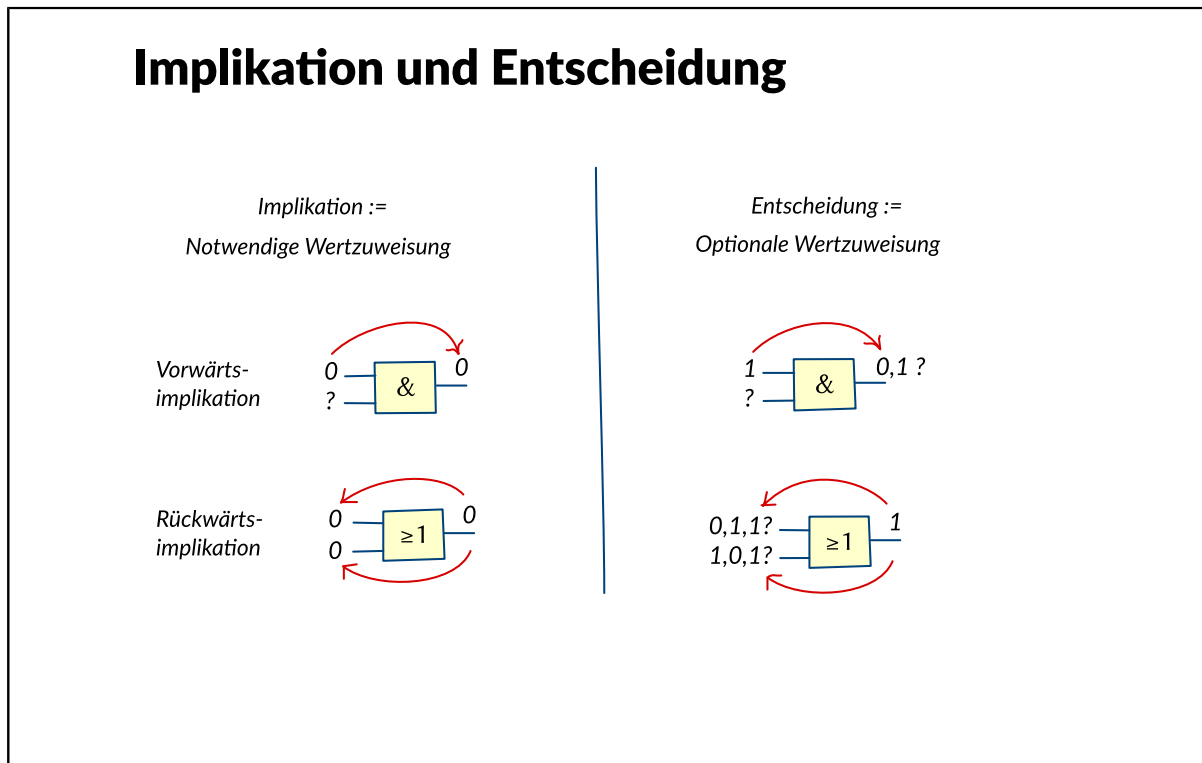 Implikation und Entscheidung
Implikation :=
Notwendige Wertzuweisung
Entscheidung :=
Optionale Wertzuweisung
Vorwärts-
implikation
0
?
&
0
1
?
&
0,1 ?
Rückwärts-
implikation
0
0
≥1
0
0,1,1?
1,0,1?
≥1
1